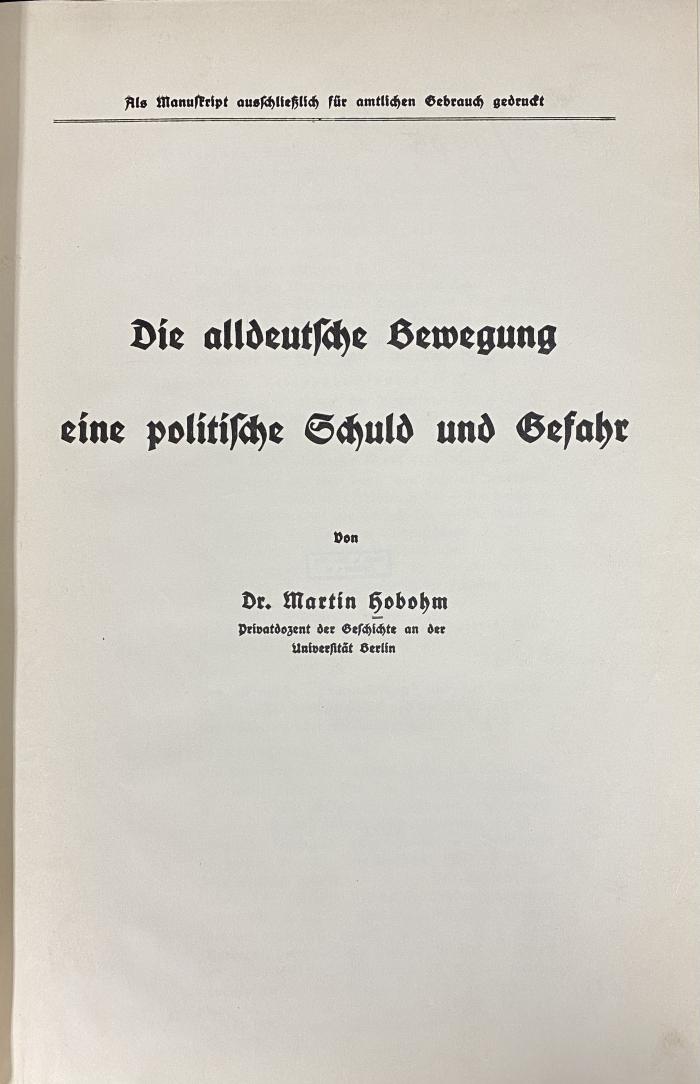 Als Manuſkript ausſchließlich für amtlichen Gebrauch gedruckt
Die alldeutſche Bewegung
eine politiſche Schuld und Gefahr
Von
Dr. Martin Hobohm
Privatdozent der Geſchichte an der
Univerſität Berlin